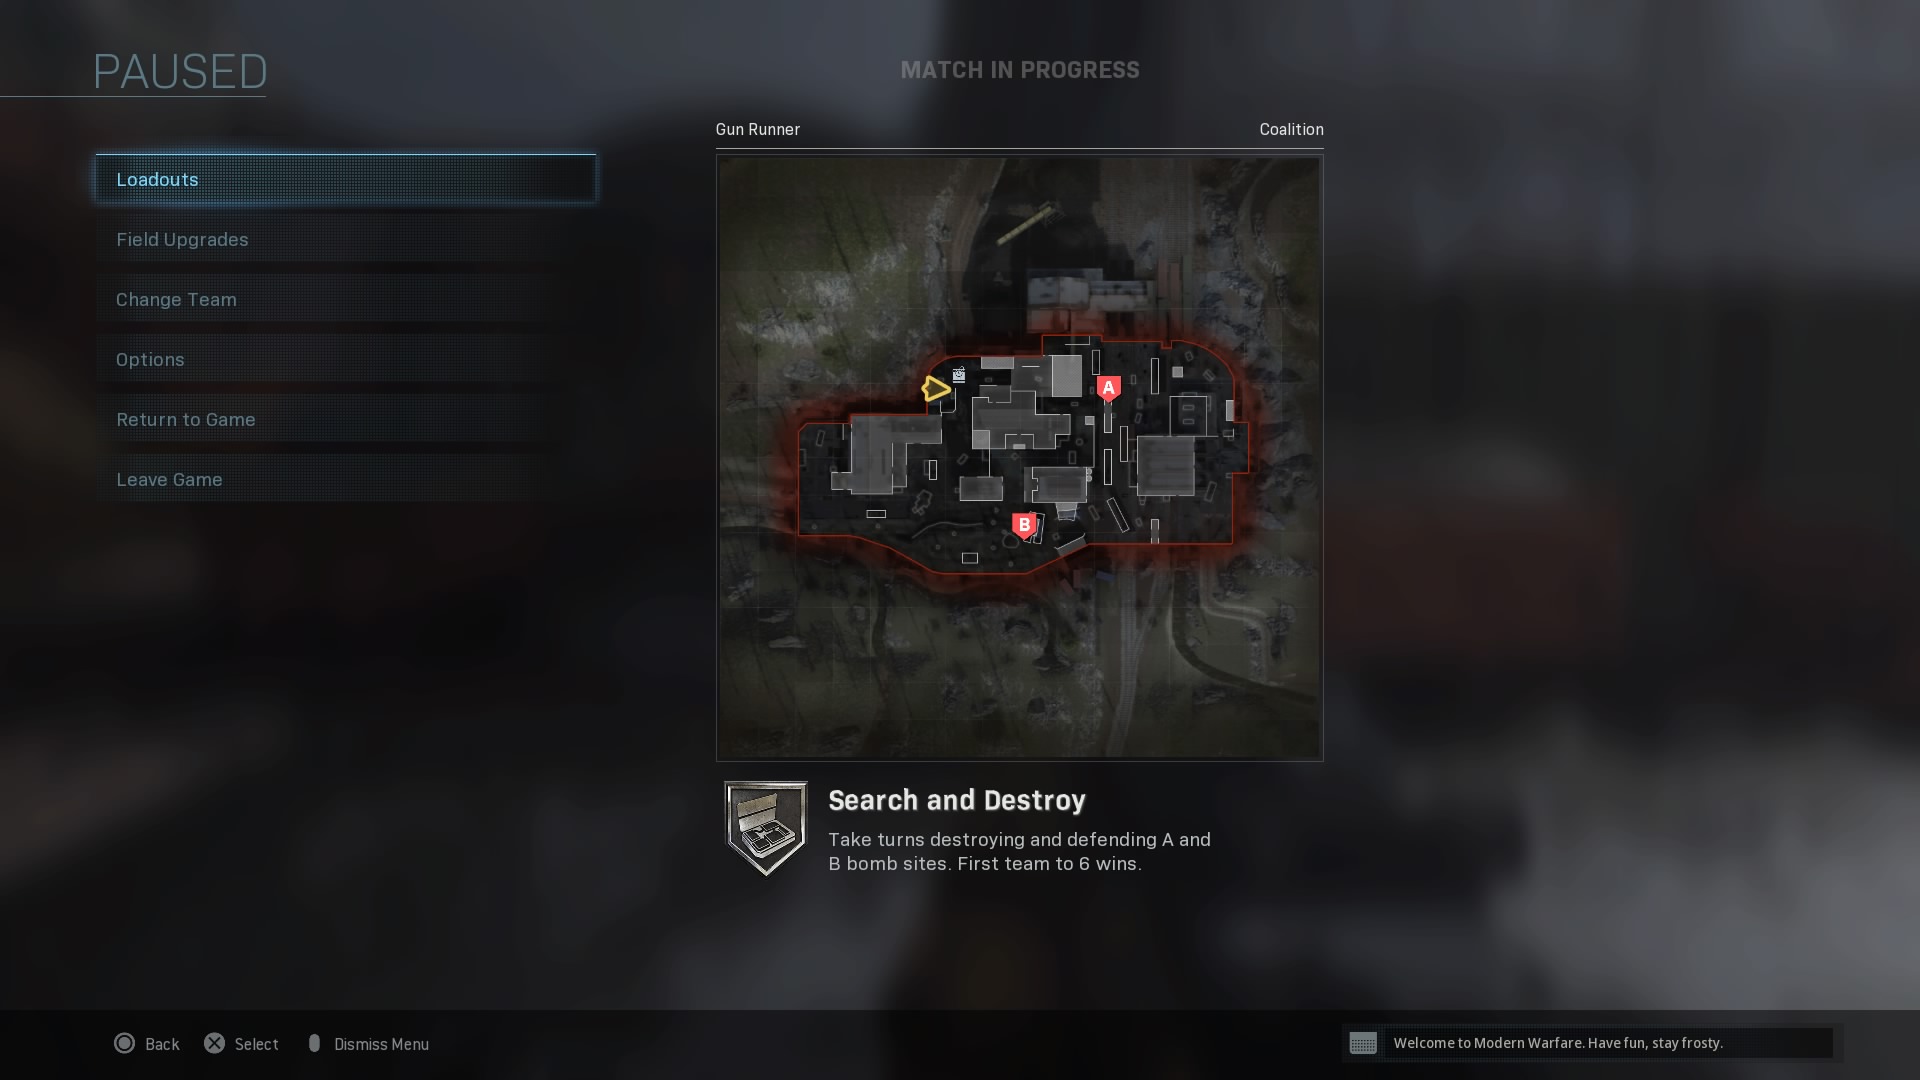 PAUSED
MATCH IN PROGRESS
Gun Runner
Coalition
Loadouts
Field Upgrades
Change Team
Options
Return to Game
Leave Game
A
B
Search and Destroy
Take turns destroying and defending A and
B bomb sites. First team to 6 wins.
Back
Select
Dismiss Menu
Welcome to Modern Warfare. Have fun, stay frosty.